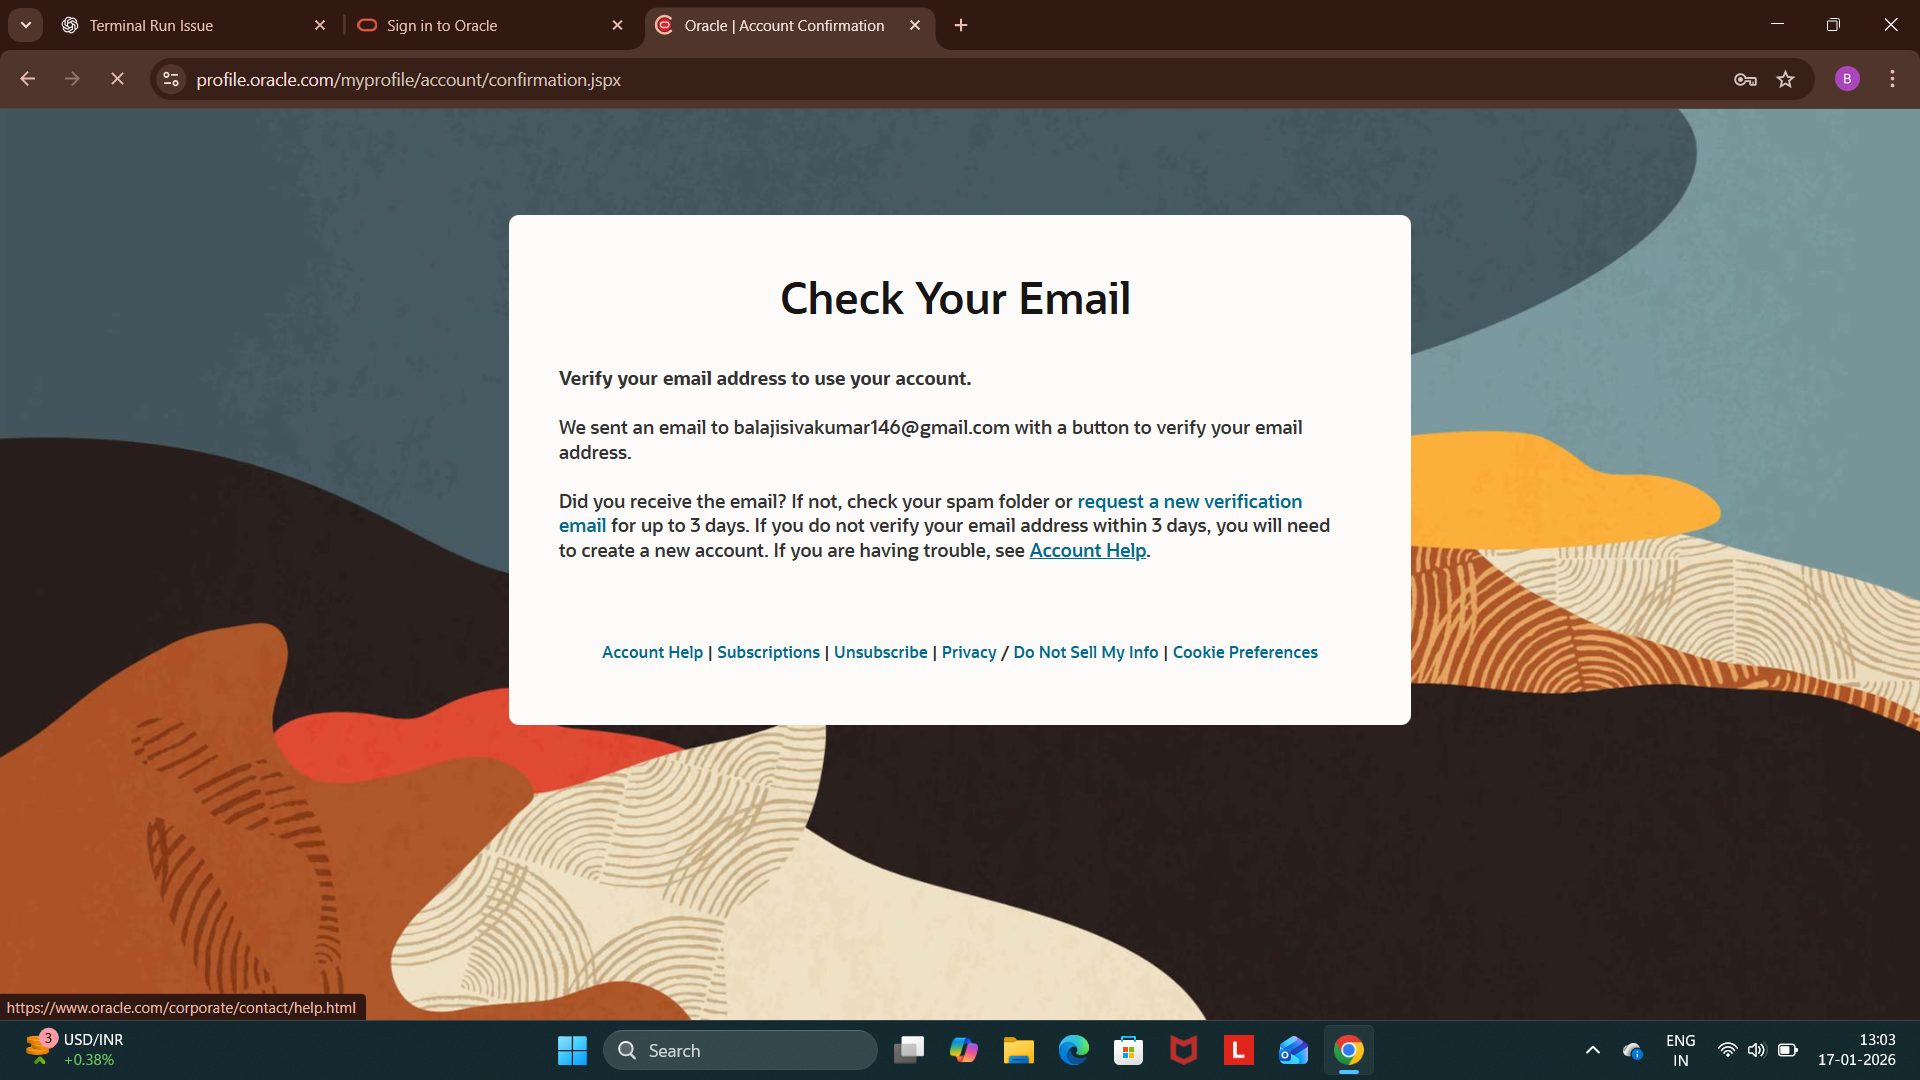 Terminal Run Issue
Sign in to Oracle
Oracle | Account Confirmation
profile.oracle.com/myprofile/account/confirmation.jspx
B
Check Your Email
Verify your email address to use your account.
We sent an email to balajisivakumar146@gmail.com with a button to verify your email
address.
Did you receive the email? If not, check your spam folder or request a new verification
email for up to 3 days. If you do not verify your email address within 3 days, you will need
to create a new account. If you are having trouble, see Account Help.
Account Help | Subscriptions | Unsubscribe | Privacy / Do Not Sell My Info | Cookie Preferences
https://www.oracle.com/corporate/contact/help.html
3
USD/INR
+0.38%
Search
L
ENG
IN
13:03
17-01-2026